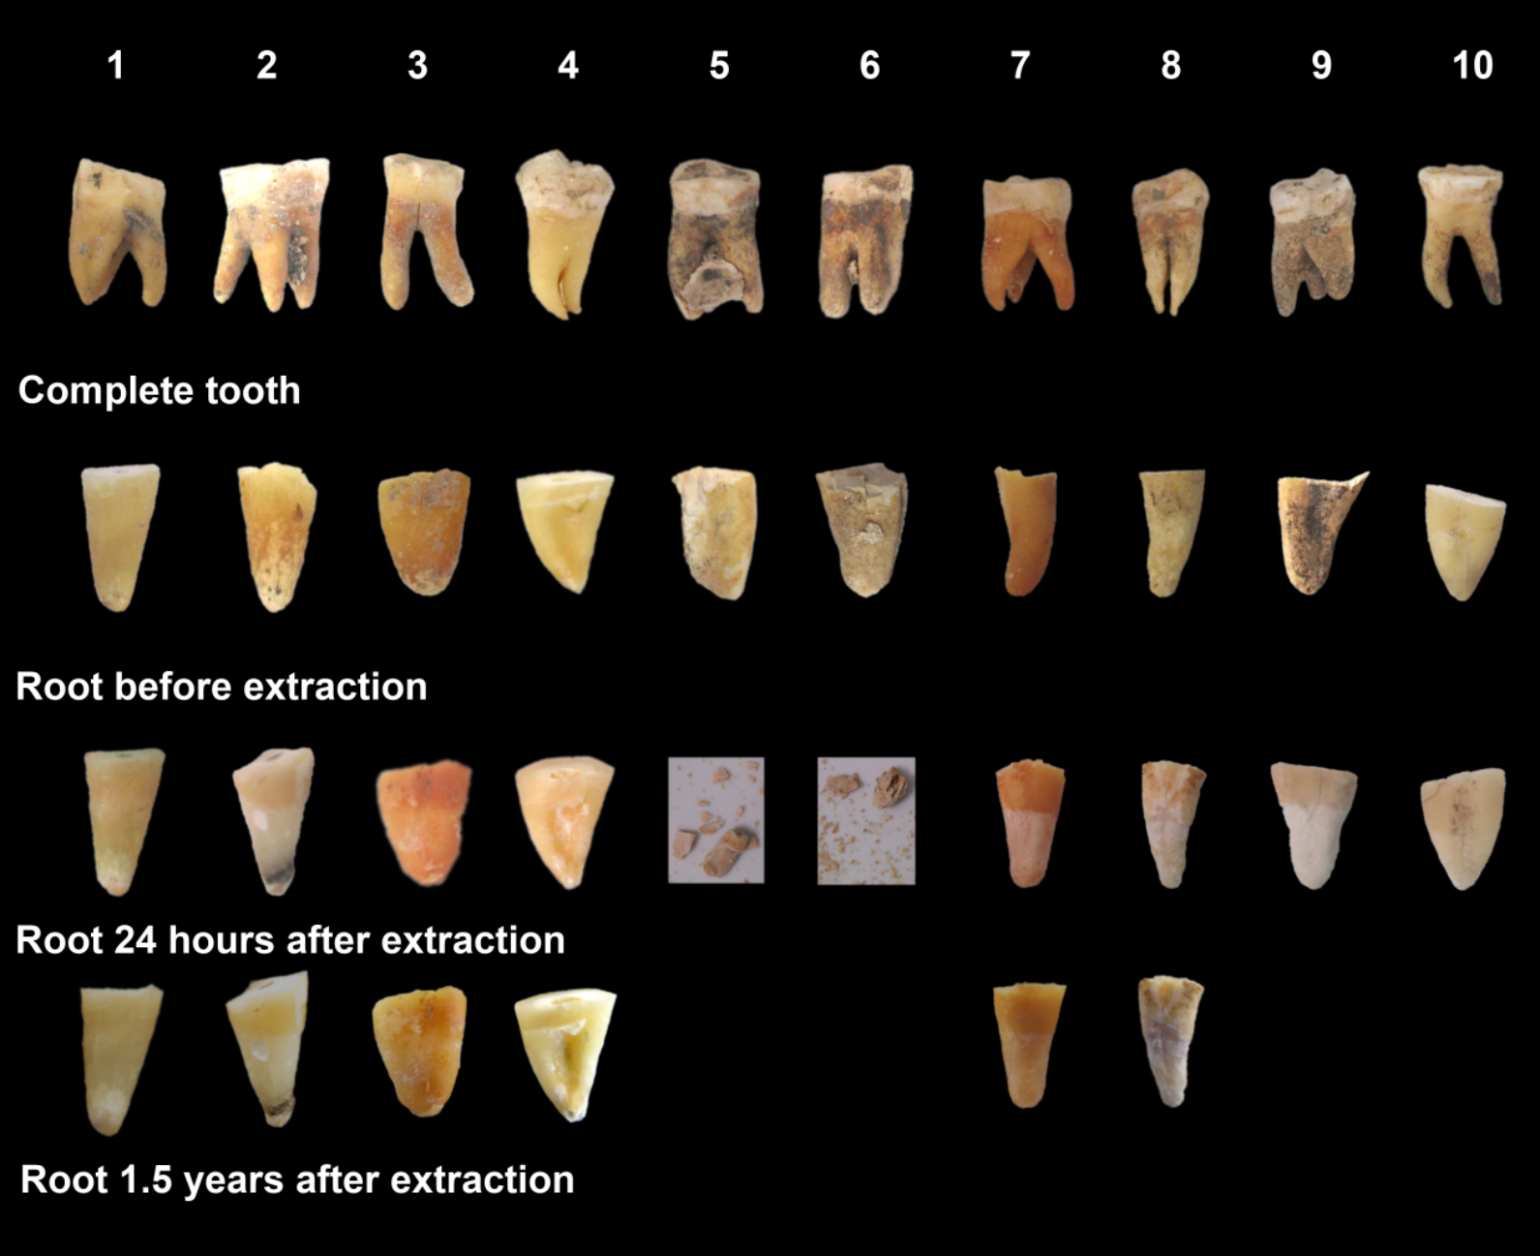 1 2 3 4 5 6 7 8 9 10
Complete tooth
Root before extraction
Root 24 hours after extraction
Root 1.5 years after extraction